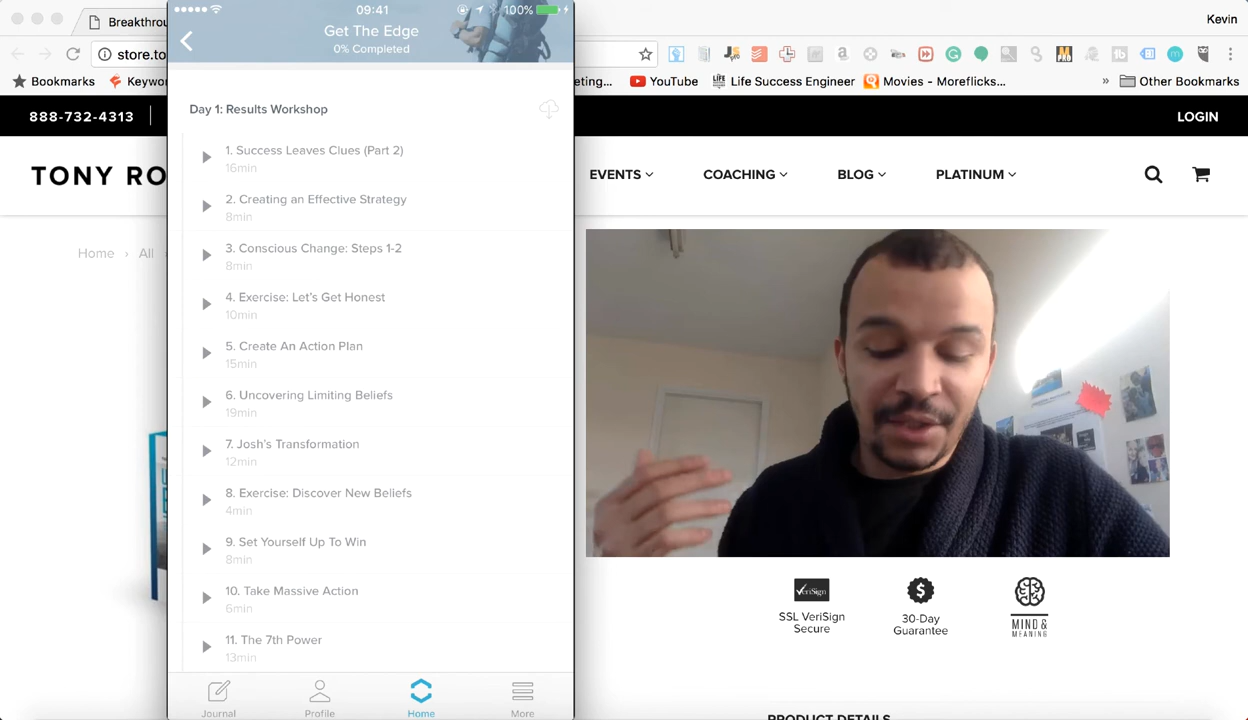 Breakthrou
Kevin
store.to
Bookmarks
Keywor
eting...
YouTube
Life Success Engineer
Movies - Moreflicks...
»
Other Bookmarks
888-732-4313
LOGIN
TONY RO
EVENTS
COACHING
BLOG
PLATINUM
Home › All
09:41
100%
Get The Edge
0% Completed
Day 1: Results Workshop
1. Success Leaves Clues (Part 2)
16min
2. Creating an Effective Strategy
8min
3. Conscious Change: Steps 1-2
8min
4. Exercise: Let's Get Honest
10min
5. Create An Action Plan
15min
6. Uncovering Limiting Beliefs
19min
7. Josh's Transformation
12min
8. Exercise: Discover New Beliefs
4min
9. Set Yourself Up To Win
8min
10. Take Massive Action
6min
11. The 7th Power
13min
Journal
Profile
Home
More
VeriSign
SSL VeriSign
Secure
30-Day
Guarantee
MIND &
MEANING
PRODUCT DETAILS